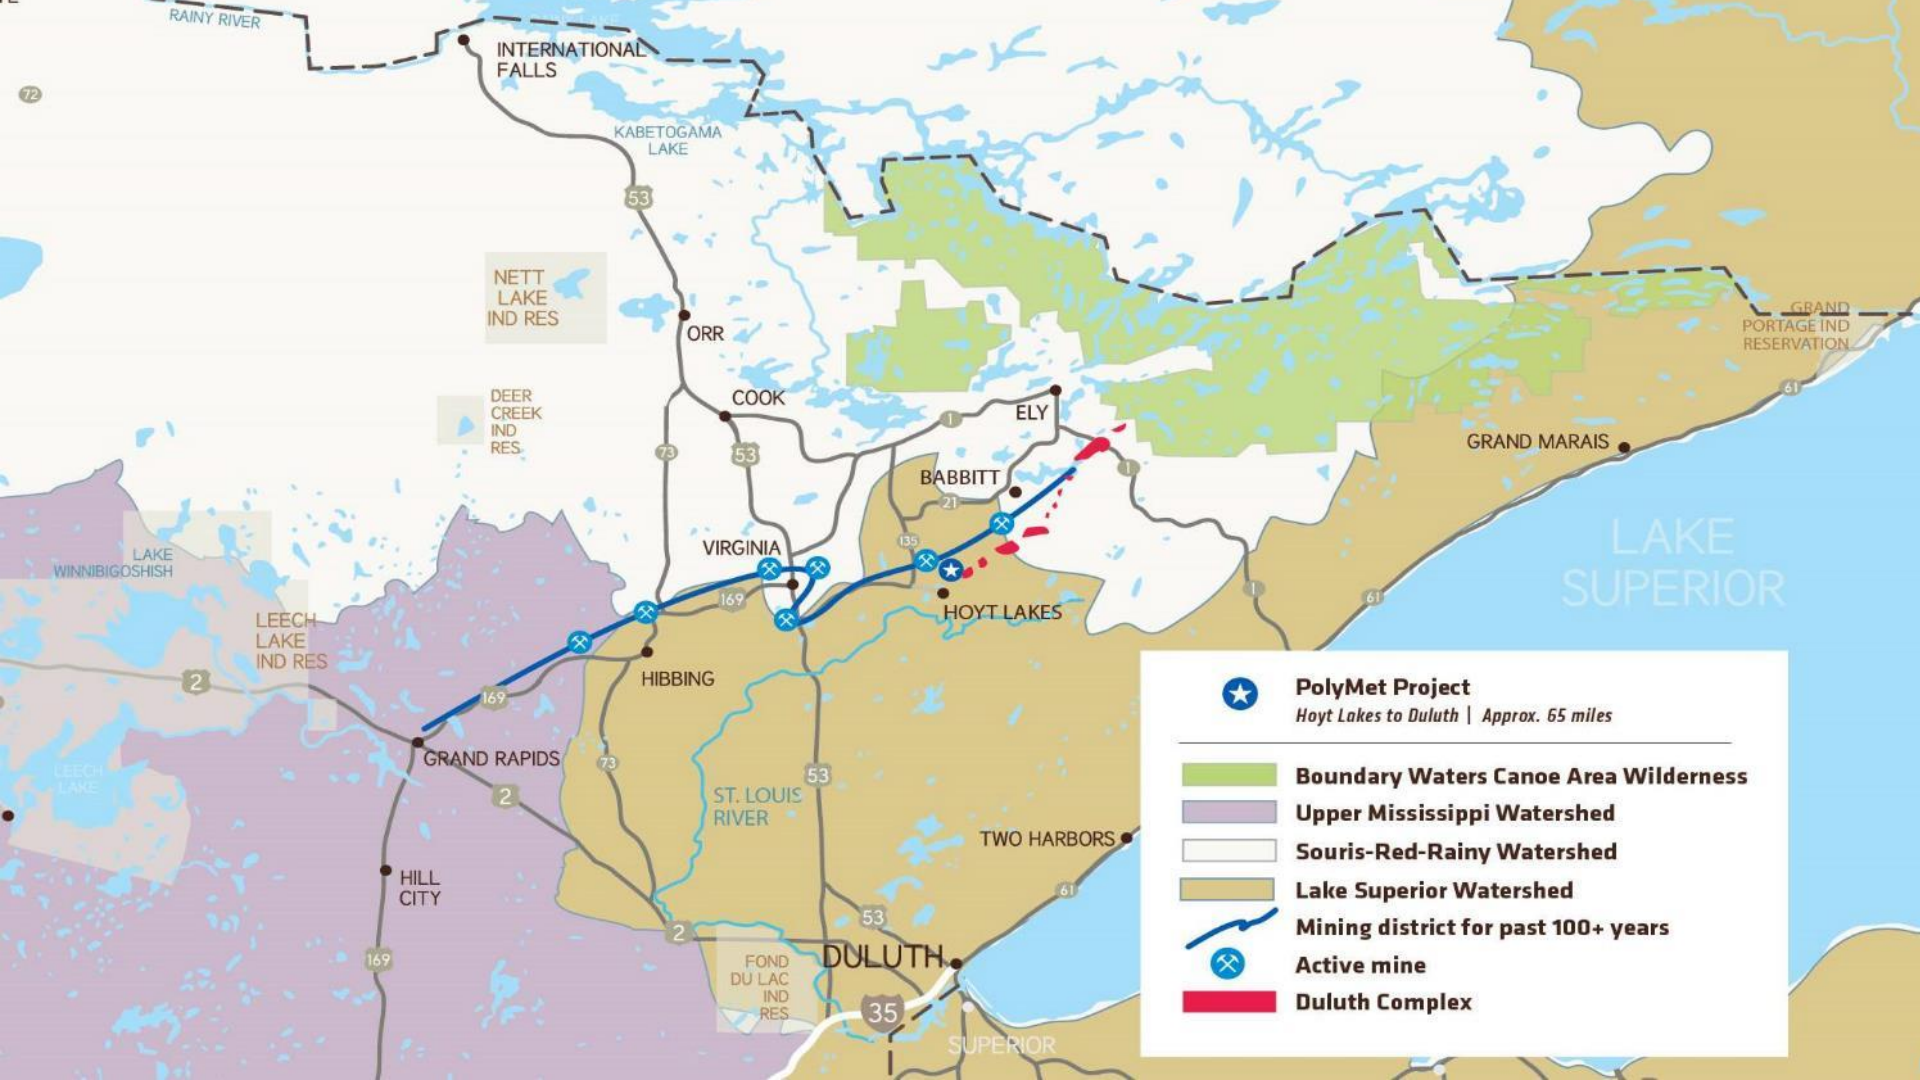 RAINY RIVER
INTERNATIONAL
FALLS
72
KABETOGAMA
LAKE
53
NETT
LAKE
IND RES
ORR
GRAND
PORTAGE IND
RESERVATION
61
DEER
CREEK
IND
RES
COOK
ELY
1
GRAND MARAIS
73
53
1
BABBITT
21
LAKE
SUPERIOR
LAKE
WINNIBIGOSHISH
VIRGINIA
135
169
HOYT LAKES
1
61
LEECH
LAKE
IND RES
2
HIBBING
169
GRAND RAPIDS
LEECH
LAKE
73
53
2
ST. LOUIS
RIVER
TWO HARBORS
HILL
CITY
61
53
2
169
DULUTH
FOND
DU LAC
IND
RES
35
SUPERIOR
PolyMet Project
Hoyt Lakes to Duluth | Approx. 65 miles
Boundary Waters Canoe Area Wilderness
Upper Mississippi Watershed
Souris-Red-Rainy Watershed
Lake Superior Watershed
Mining district for past 100+ years
Active mine
Duluth Complex